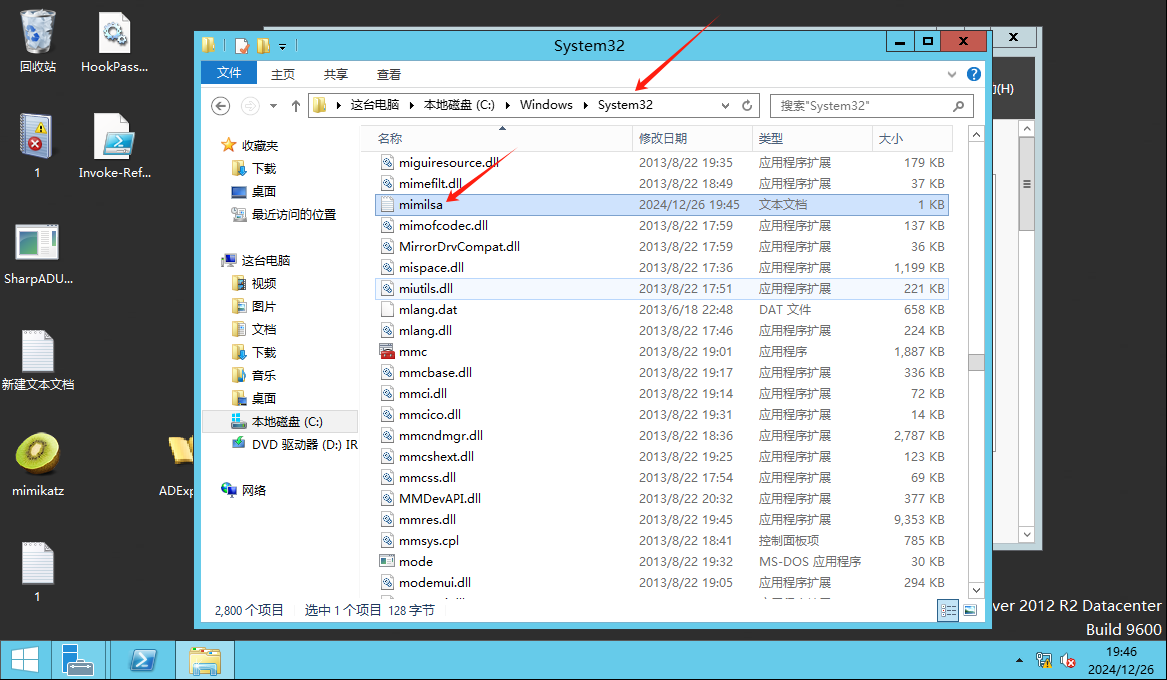 回收站
HookPass...
1
Invoke-Ref...
SharpADU...
新建文本文档
mimikatz
ADExp
1
System32
文件 主页 共享 查看
(H)
这台电脑 本地磁盘 (C:) Windows System32
搜索"System32"
收藏夹
下载
桌面
最近访问的位置
这台电脑
视频
图片
文档
下载
音乐
桌面
本地磁盘 (C:)
DVD 驱动器 (D:) IR
网络
名称 修改日期 类型 大小
miguiresource.dll 2013/8/22 19:35 应用程序扩展 179 KB
mimefilt.dll 2013/8/22 18:49 应用程序扩展 37 KB
mimilsa 2024/12/26 19:45 文本文档 1 KB
mimofcodec.dll 2013/8/22 17:59 应用程序扩展 137 KB
MirrorDrvCompat.dll 2013/8/22 17:59 应用程序扩展 36 KB
mispace.dll 2013/8/22 17:36 应用程序扩展 1,199 KB
miutils.dll 2013/8/22 17:51 应用程序扩展 221 KB
mlang.dat 2013/6/18 22:48 DAT 文件 658 KB
mlang.dll 2013/8/22 17:46 应用程序扩展 224 KB
mmc 2013/8/22 19:01 应用程序 1,887 KB
mmcbase.dll 2013/8/22 19:17 应用程序扩展 336 KB
mmci.dll 2013/8/22 19:14 应用程序扩展 72 KB
mmcico.dll 2013/8/22 19:31 应用程序扩展 14 KB
mmcndmgr.dll 2013/8/22 18:36 应用程序扩展 2,787 KB
mmcshext.dll 2013/8/22 19:25 应用程序扩展 123 KB
mmcss.dll 2013/8/22 17:54 应用程序扩展 69 KB
MMDevAPI.dll 2013/8/22 20:32 应用程序扩展 377 KB
mmres.dll 2013/8/22 19:45 应用程序扩展 9,353 KB
mmsys.cpl 2013/8/22 18:41 控制面板项 785 KB
mode 2013/8/22 19:32 MS-DOS 应用程序 30 KB
modemui.dll 2013/8/22 19:05 应用程序扩展 294 KB
2,800 个项目 选中 1 个项目 128 字节
ver 2012 R2 Datacenter
Build 9600
19:46
2024/12/26